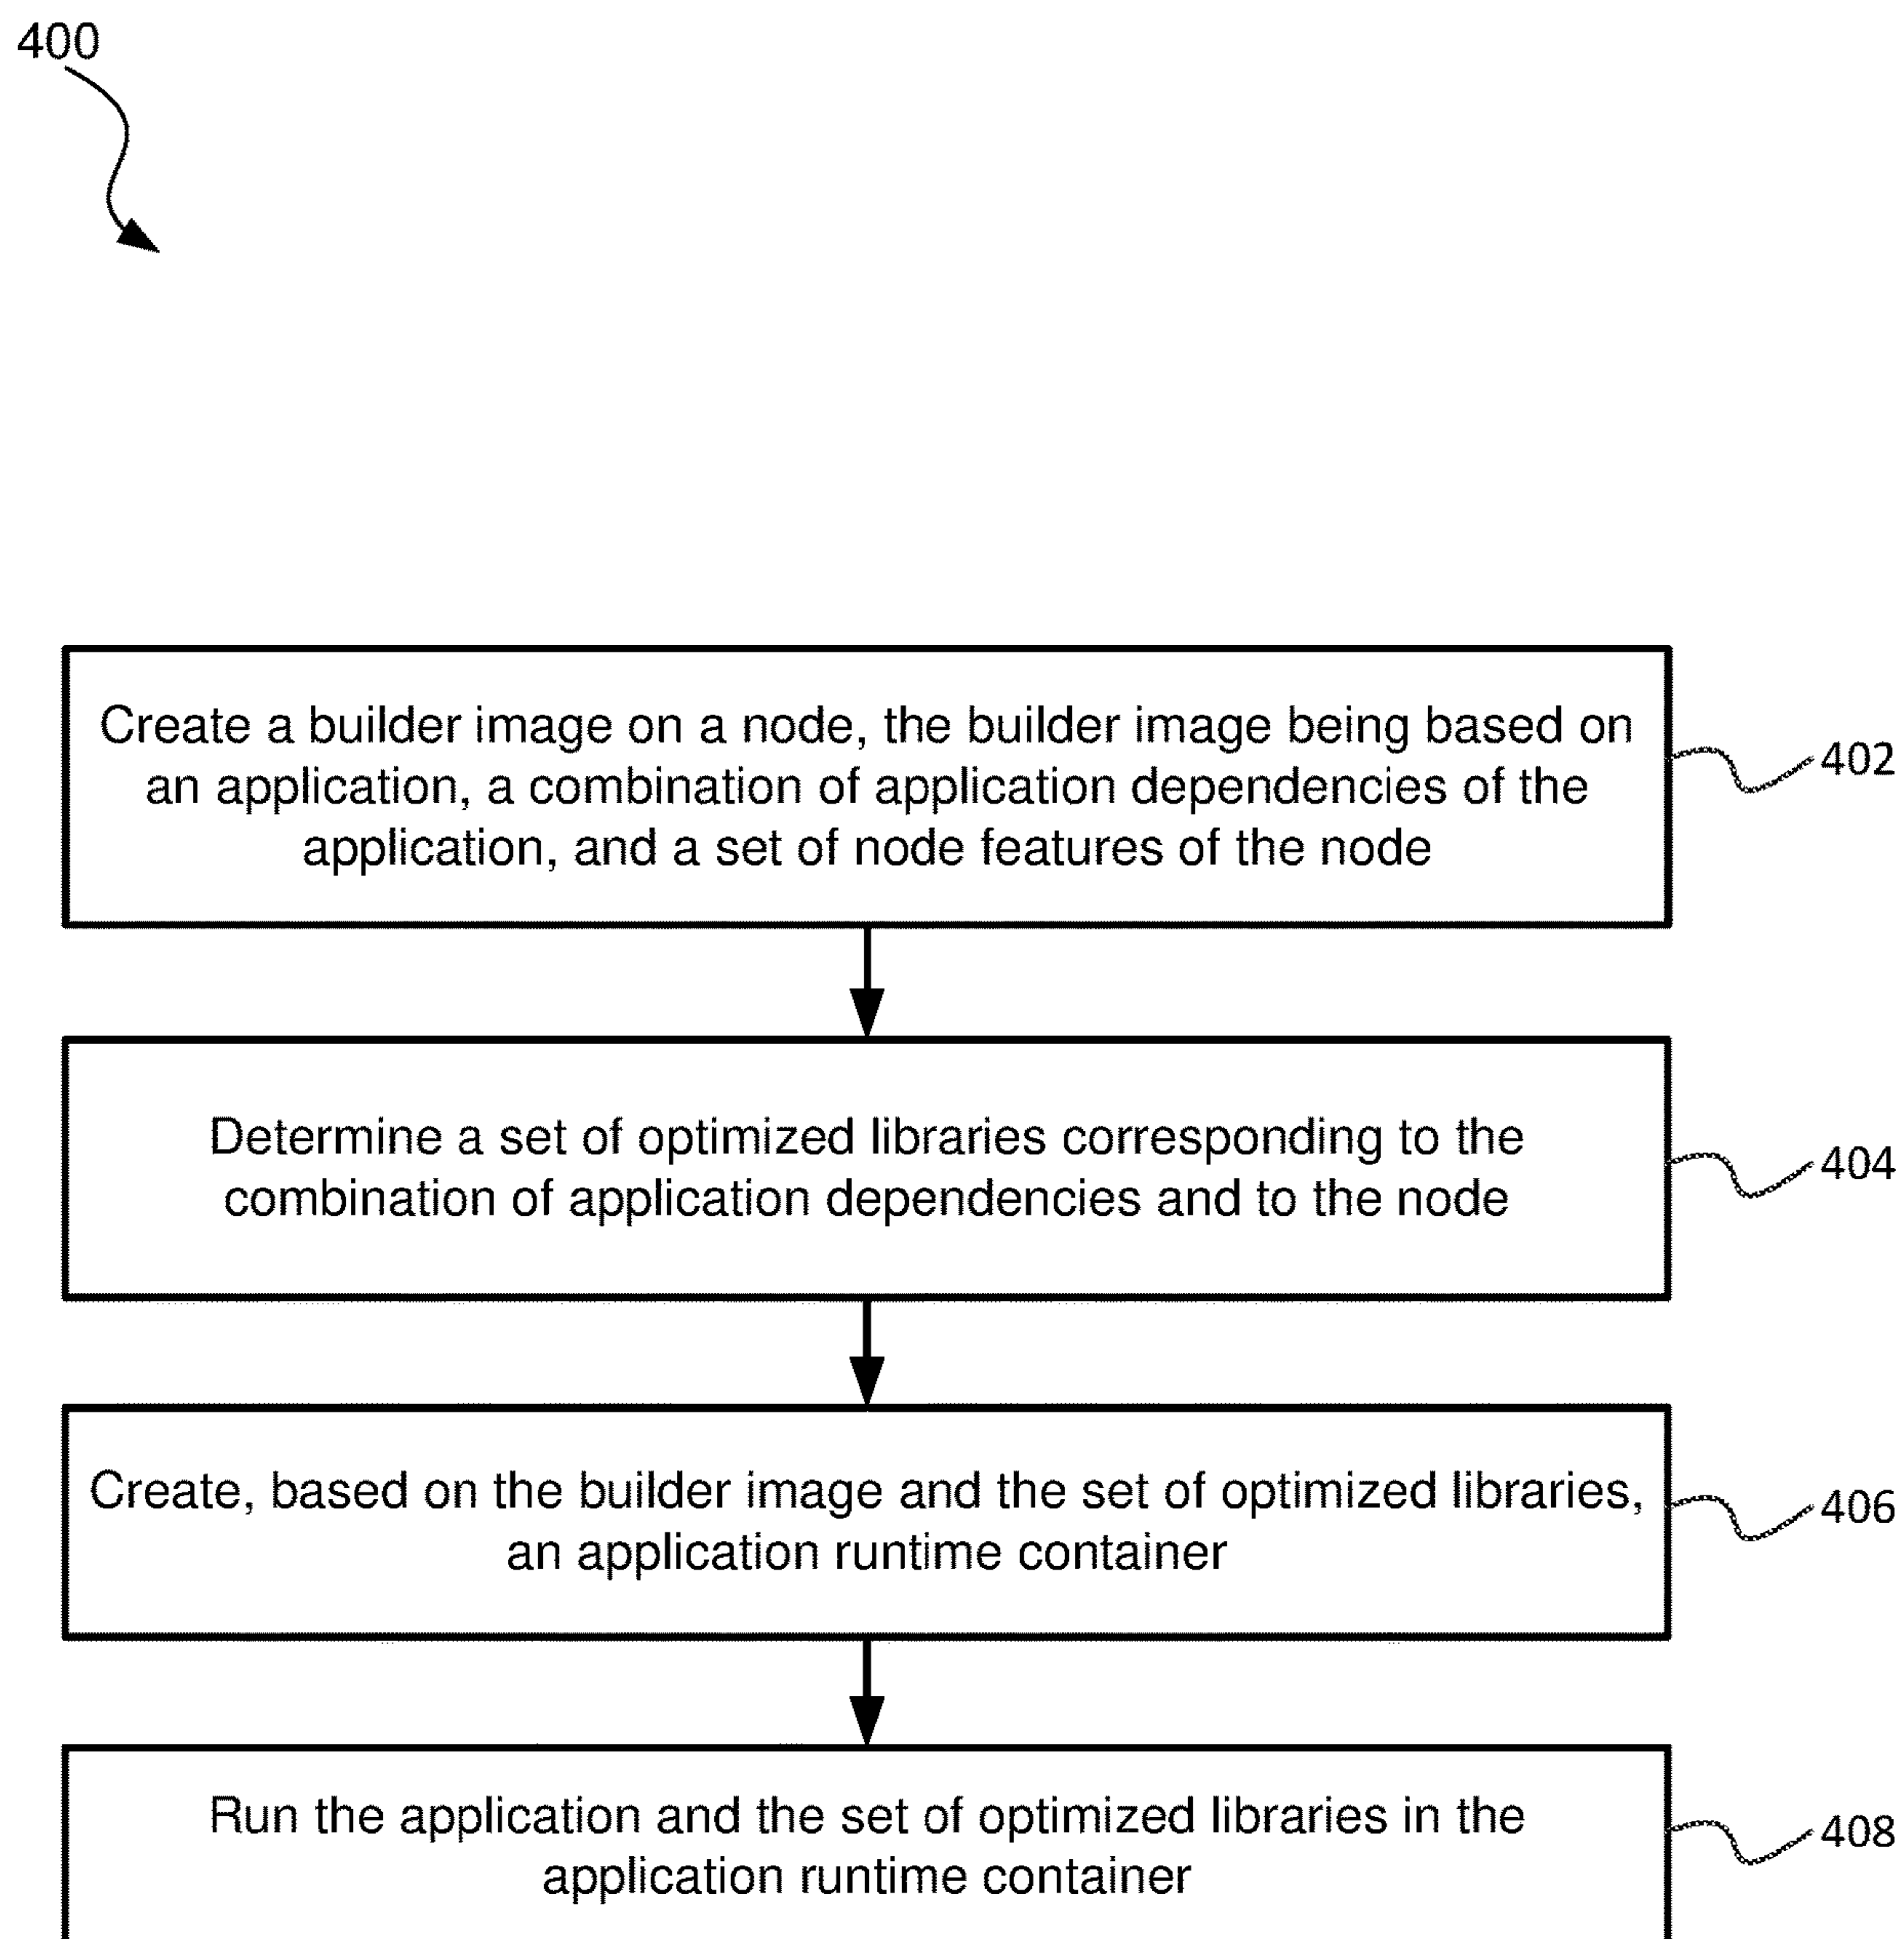 400
Create a builder image on a node, the builder image being based on
an application, a combination of application dependencies of the
application, and a set of node features of the node
402
Determine a set of optimized libraries corresponding to the
combination of application dependencies and to the node
404
Create, based on the builder image and the set of optimized libraries,
an application runtime container
406
Run the application and the set of optimized libraries in the
application runtime container
408